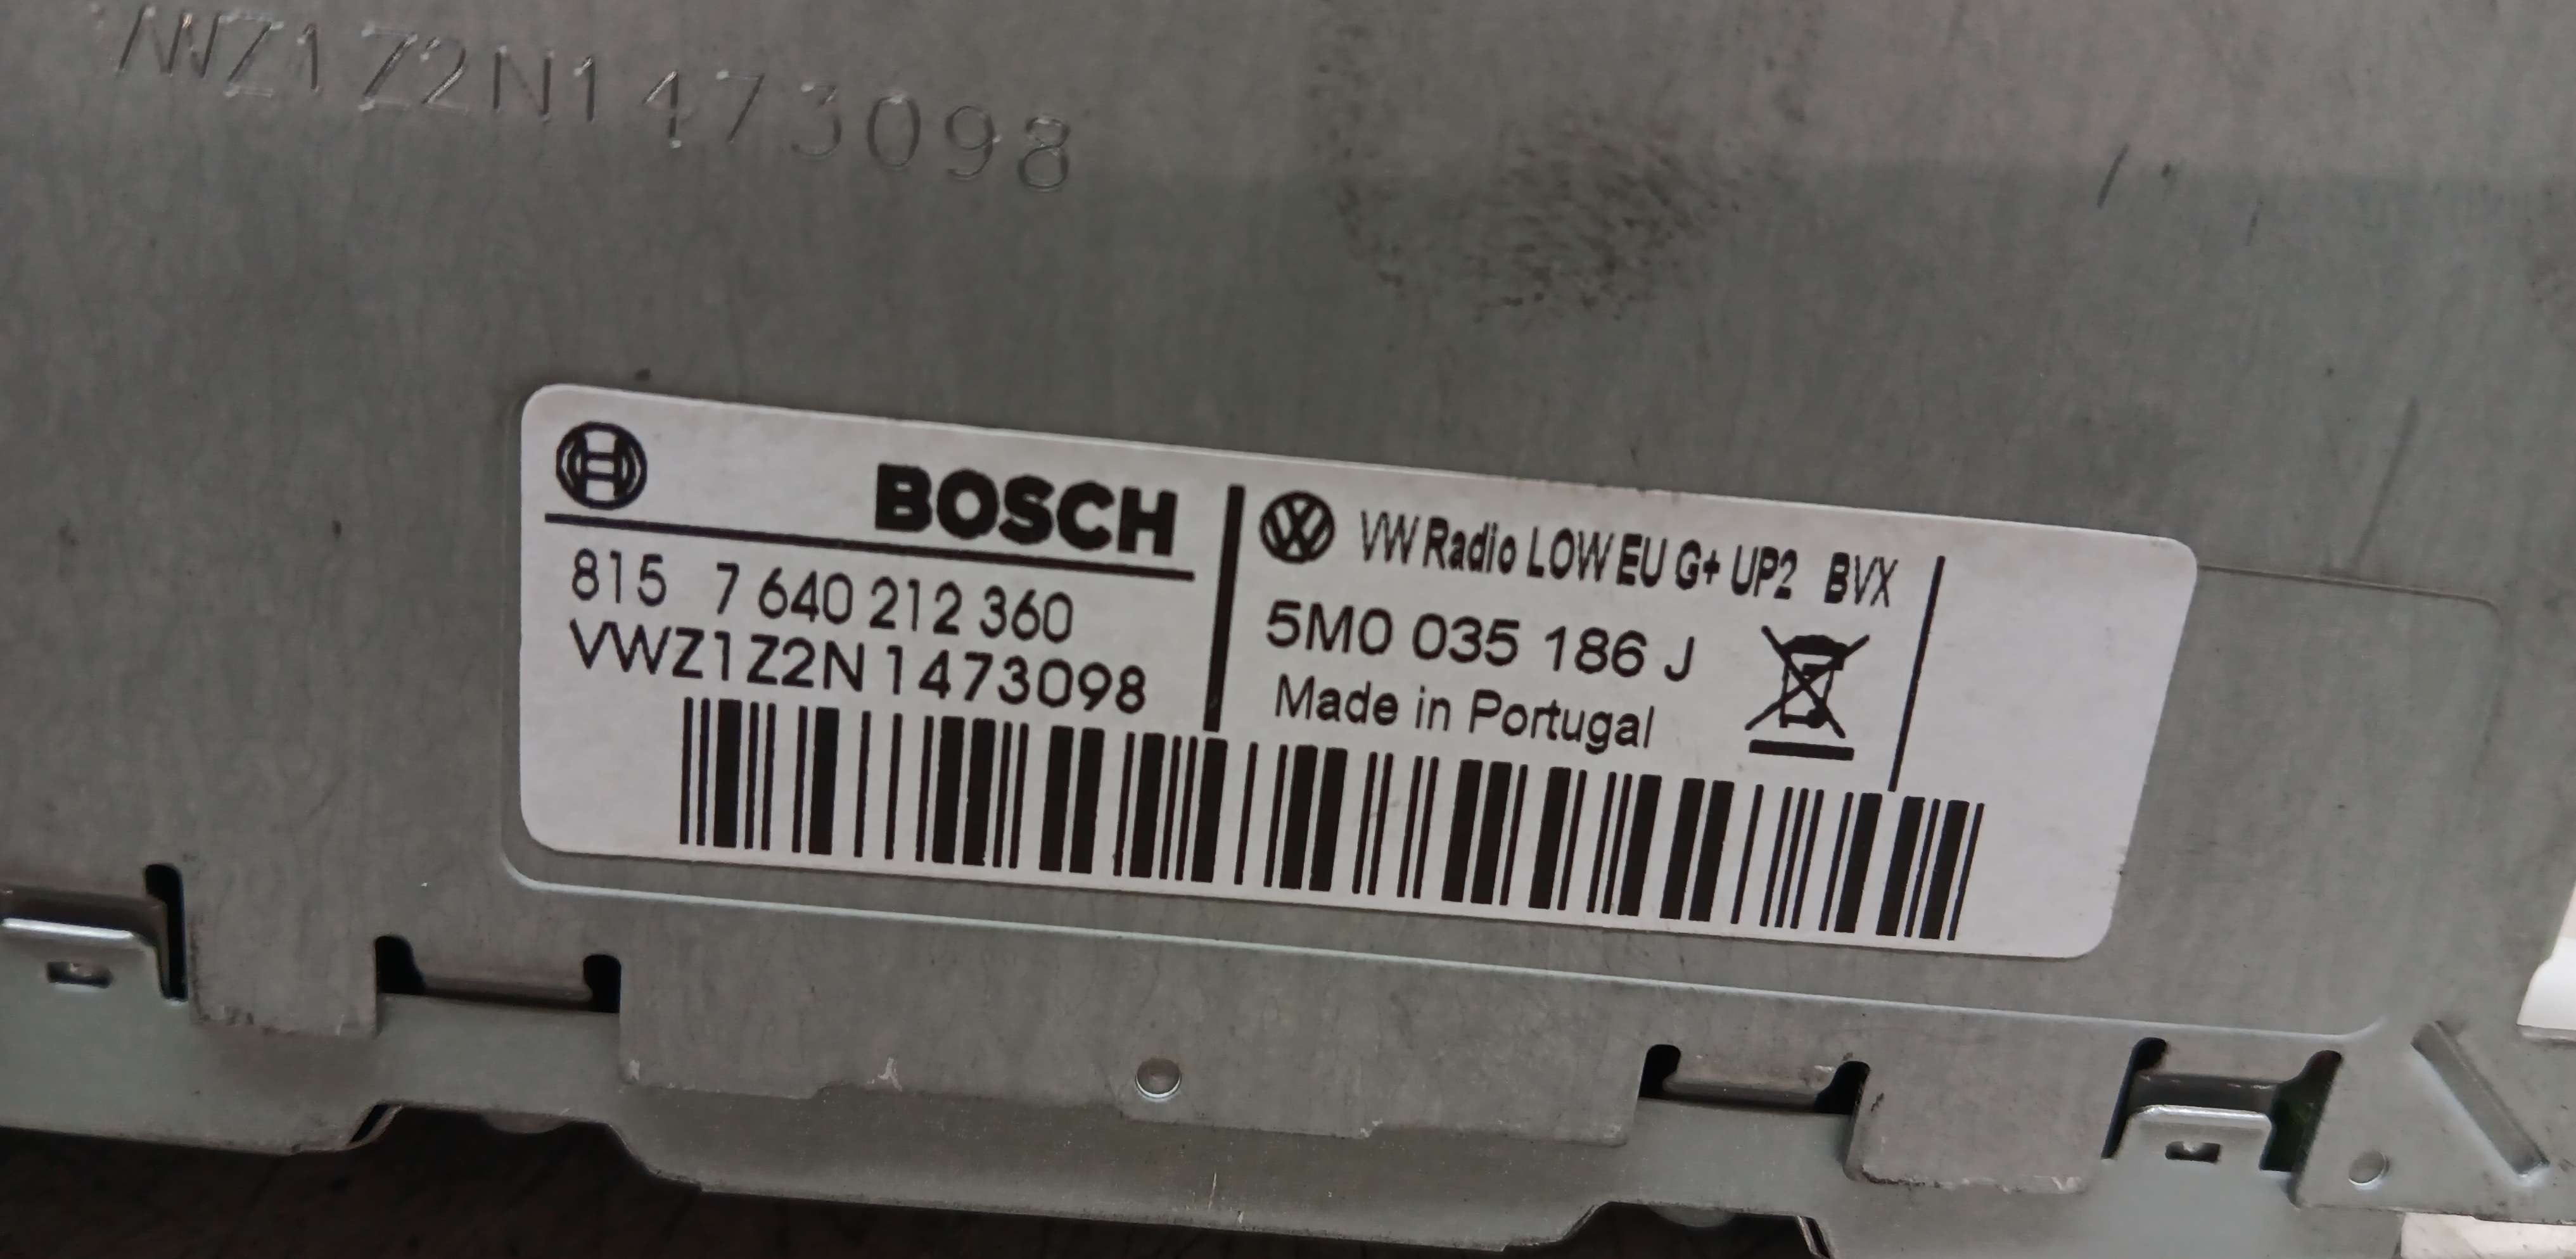 VWZ1Z2N1473098
BOSCH
815 7 640 212 360
VWZ1Z2N1473098
VW Radio LOW EU G+ UP2 BVX
5M0 035 186 J
Made in Portugal